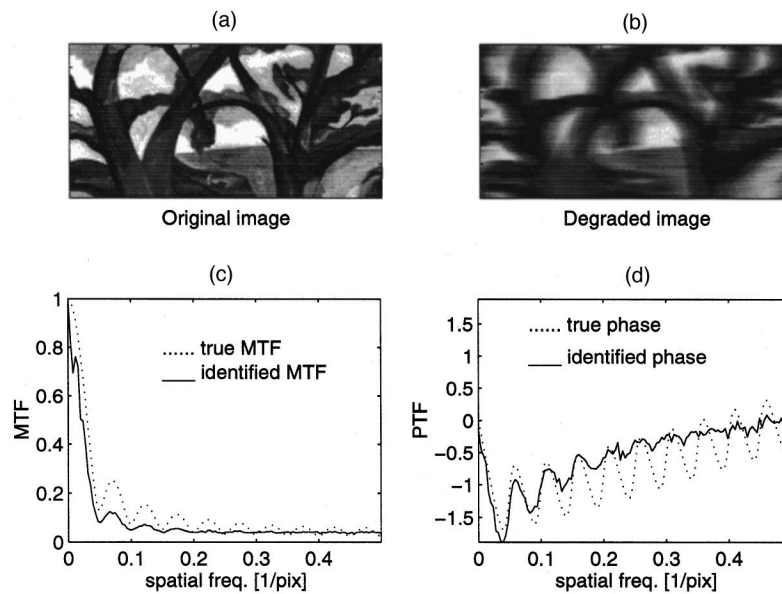 (a)
(b)
Original image
Degraded image
(c)
1
0.8
0.6
0.4
0.2
0
MTF
true MTF
identified MTF
0
0.1
0.2
0.3
0.4
spatial freq. [1/pix]
(d)
1.5
1
0.5
0
−0.5
−1
−1.5
PTF
true phase
identified phase
0
0.1
0.2
0.3
0.4
spatial freq. [1/pix]